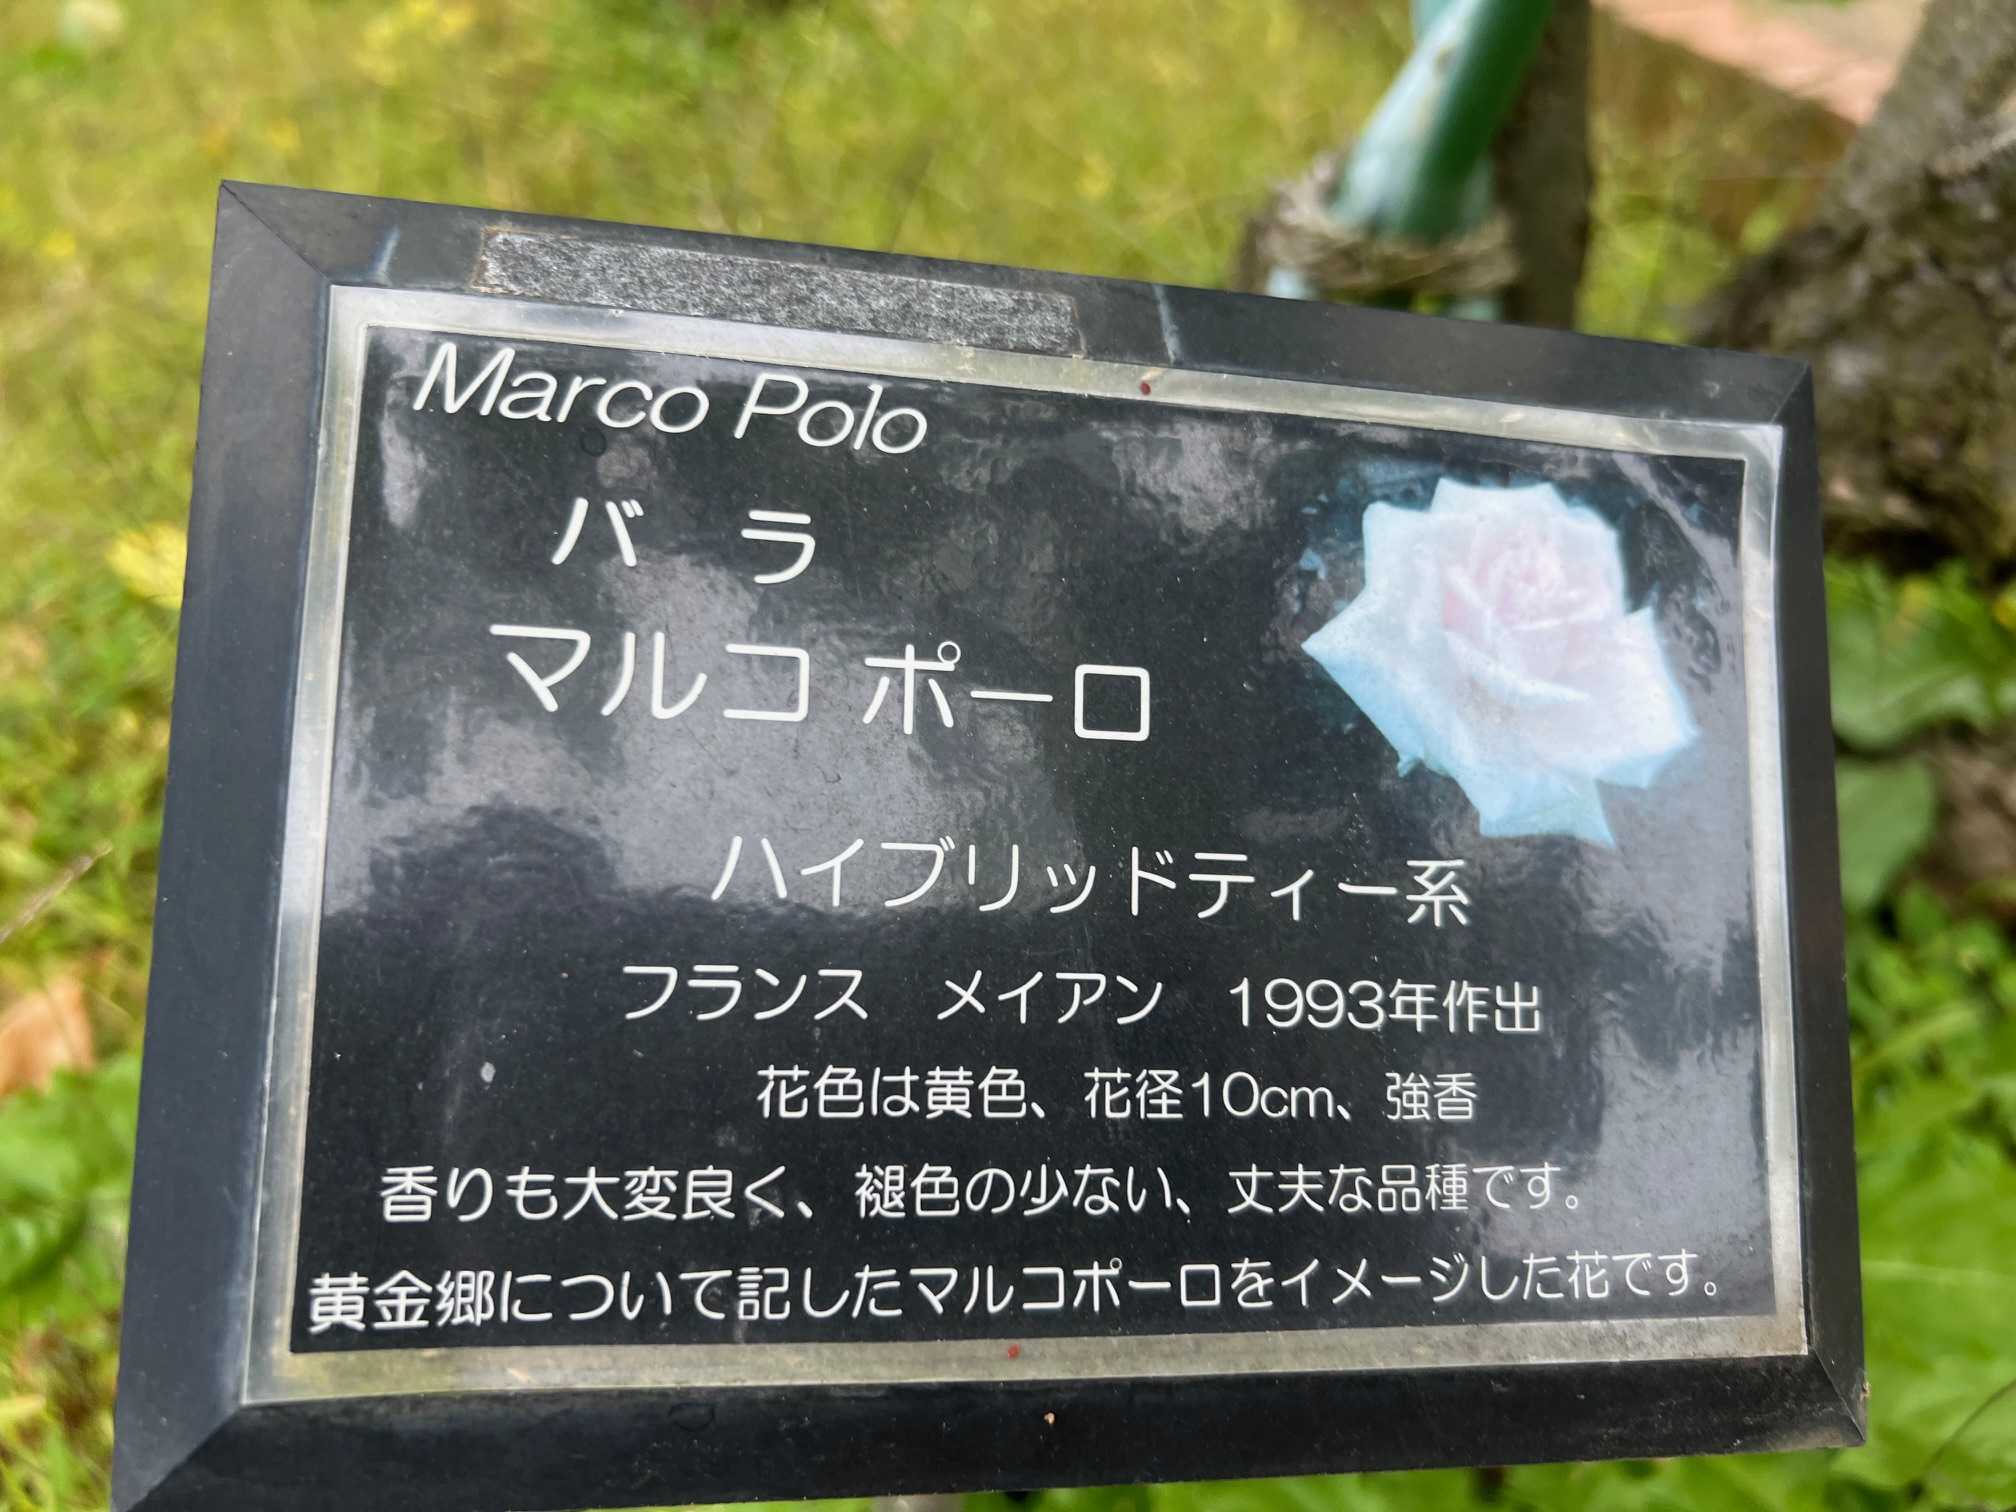 Marco Polo
バラ
マルコ ポーロ
ハイブリッドティー系
フランス　メイアン　1993年作出
花色は黄色、花径10cm、強香
香りも大変良く、褪色の少ない、丈夫な品種です。
黄金郷について記したマルコポーロをイメージした花です。